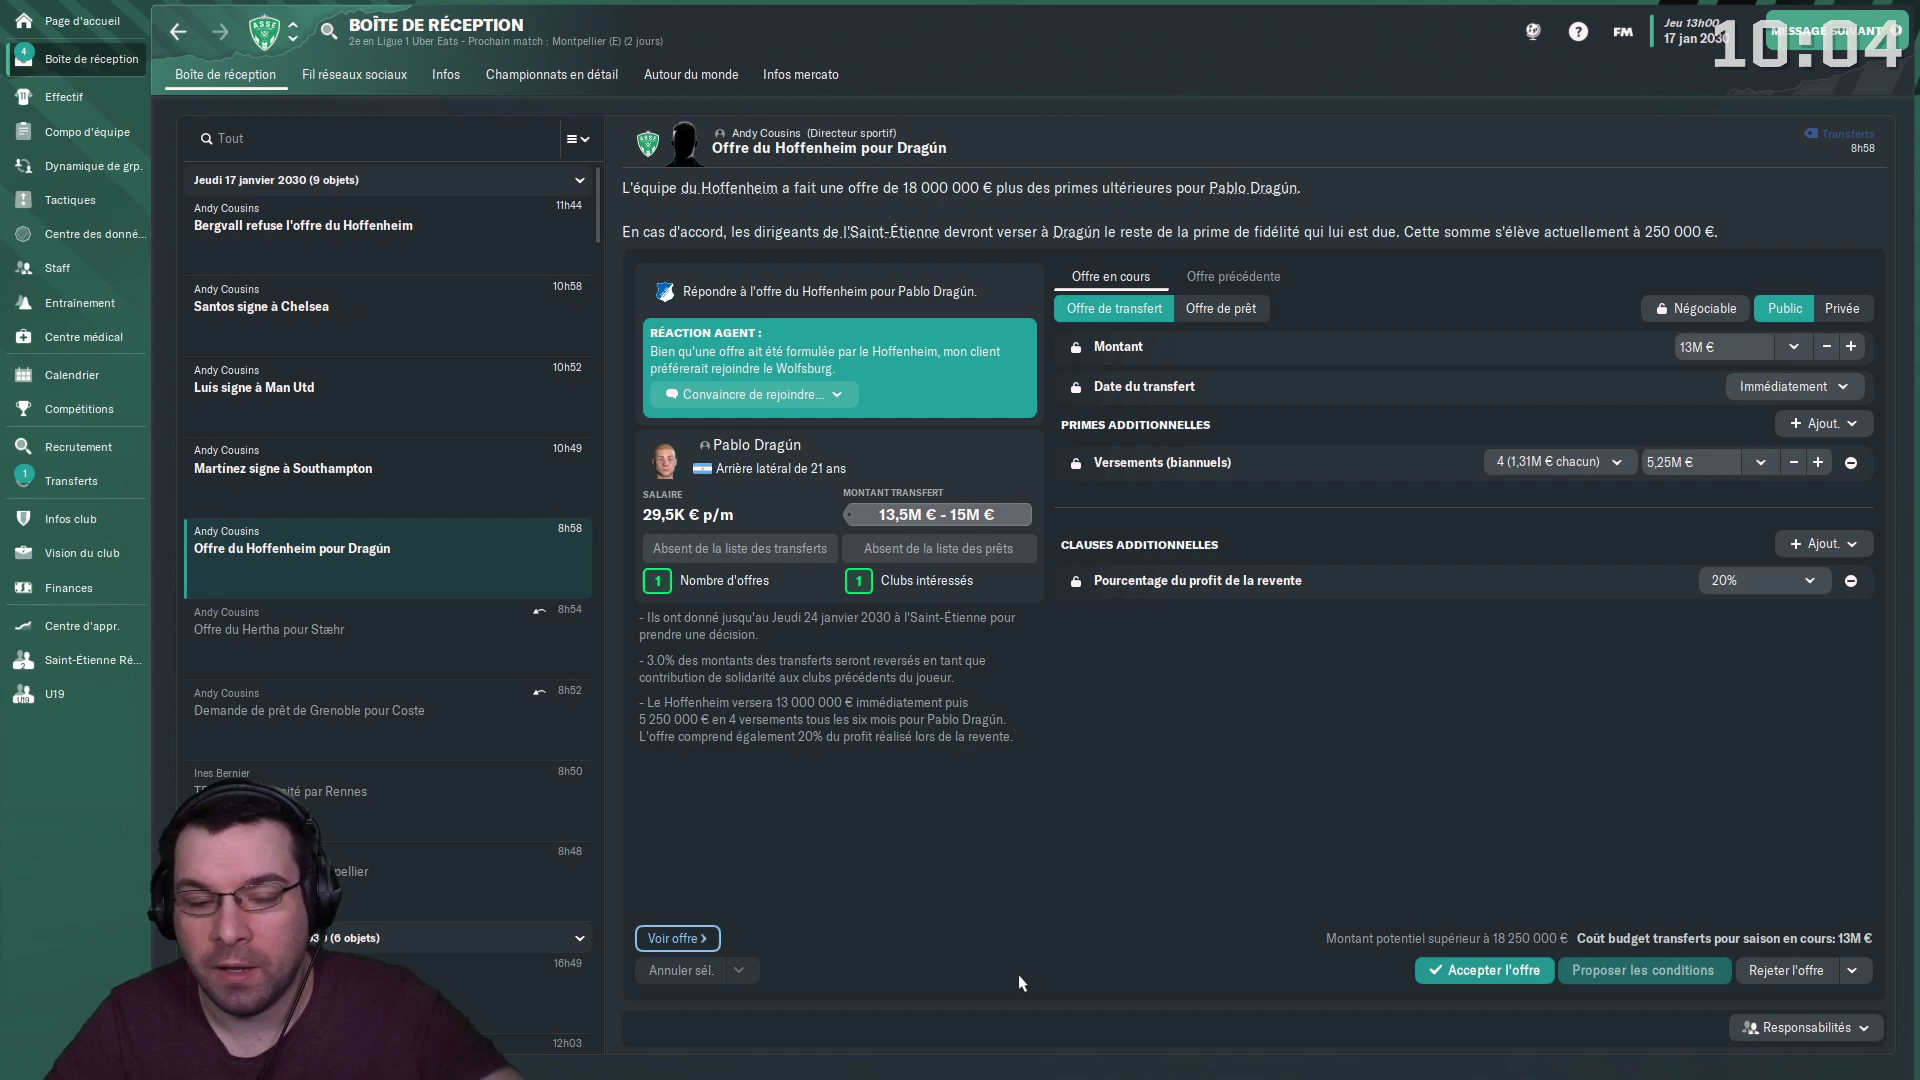 Page d'accueil
4
Boîte de réception
Effectif
Compo d'équipe
Dynamique de grp.
Tactiques
Centre des donné...
Staff
Entraînement
Centre médical
Calendrier
Compétitions
Recrutement
1
Transferts
Infos club
Vision du club
Finances
Centre d'appr.
Saint-Étienne Ré...
U19
BOÎTE DE RÉCEPTION
2e en Ligue 1 Uber Eats - Prochain match : Montpellier (E) (2 jours)
FM
Jeu 13h00
17 jan 2030
MESSAGE SUIVANT
10:04
Boîte de réception
Fil réseaux sociaux
Infos
Championnats en détail
Autour du monde
Infos mercato
Tout
Jeudi 17 janvier 2030 (9 objets)
Andy Cousins 11h44
Bergvall refuse l'offre du Hoffenheim
Andy Cousins 10h58
Santos signe à Chelsea
Andy Cousins 10h52
Luís signe à Man Utd
Andy Cousins 10h49
Martínez signe à Southampton
Andy Cousins 8h58
Offre du Hoffenheim pour Dragún
Andy Cousins 8h54
Offre du Hertha pour Stæhr
Andy Cousins 8h52
Demande de prêt de Grenoble pour Coste
Ines Bernier 8h50
ité par Rennes
8h48
pellier
(6 objets)
16h49
12h03
Andy Cousins (Directeur sportif)
Offre du Hoffenheim pour Dragún
Transferts
8h58
L'équipe du Hoffenheim a fait une offre de 18 000 000 € plus des primes ultérieures pour Pablo Dragún.
En cas d'accord, les dirigeants de l'Saint-Étienne devront verser à Dragún le reste de la prime de fidélité qui lui est due. Cette somme s'élève actuellement à 250 000 €.
Répondre à l'offre du Hoffenheim pour Pablo Dragún.
RÉACTION AGENT :
Bien qu'une offre ait été formulée par le Hoffenheim, mon client
préférerait rejoindre le Wolfsburg.
Convaincre de rejoindre...
Pablo Dragún
Arrière latéral de 21 ans
SALAIRE
29,5K € p/m
MONTANT TRANSFERT
13,5M € - 15M €
Absent de la liste des transferts
Absent de la liste des prêts
1 Nombre d'offres
1 Clubs intéressés
- Ils ont donné jusqu'au Jeudi 24 janvier 2030 à l'Saint-Étienne pour
prendre une décision.
- 3.0% des montants des transferts seront reversés en tant que
contribution de solidarité aux clubs précédents du joueur.
- Le Hoffenheim versera 13 000 000 € immédiatement puis
5 250 000 € en 4 versements tous les six mois pour Pablo Dragún.
L'offre comprend également 20% du profit réalisé lors de la revente.
Offre en cours
Offre précédente
Offre de transfert
Offre de prêt
Négociable
Public
Privée
Montant
13M €
Date du transfert
Immédiatement
PRIMES ADDITIONNELLES
Ajout.
Versements (biannuels)
4 (1,31M € chacun)
5,25M €
CLAUSES ADDITIONNELLES
Ajout.
Pourcentage du profit de la revente
20%
Voir offre
Annuler sél.
Montant potentiel supérieur à 18 250 000 € Coût budget transferts pour saison en cours: 13M €
Accepter l'offre
Proposer les conditions
Rejeter l'offre
Responsabilités